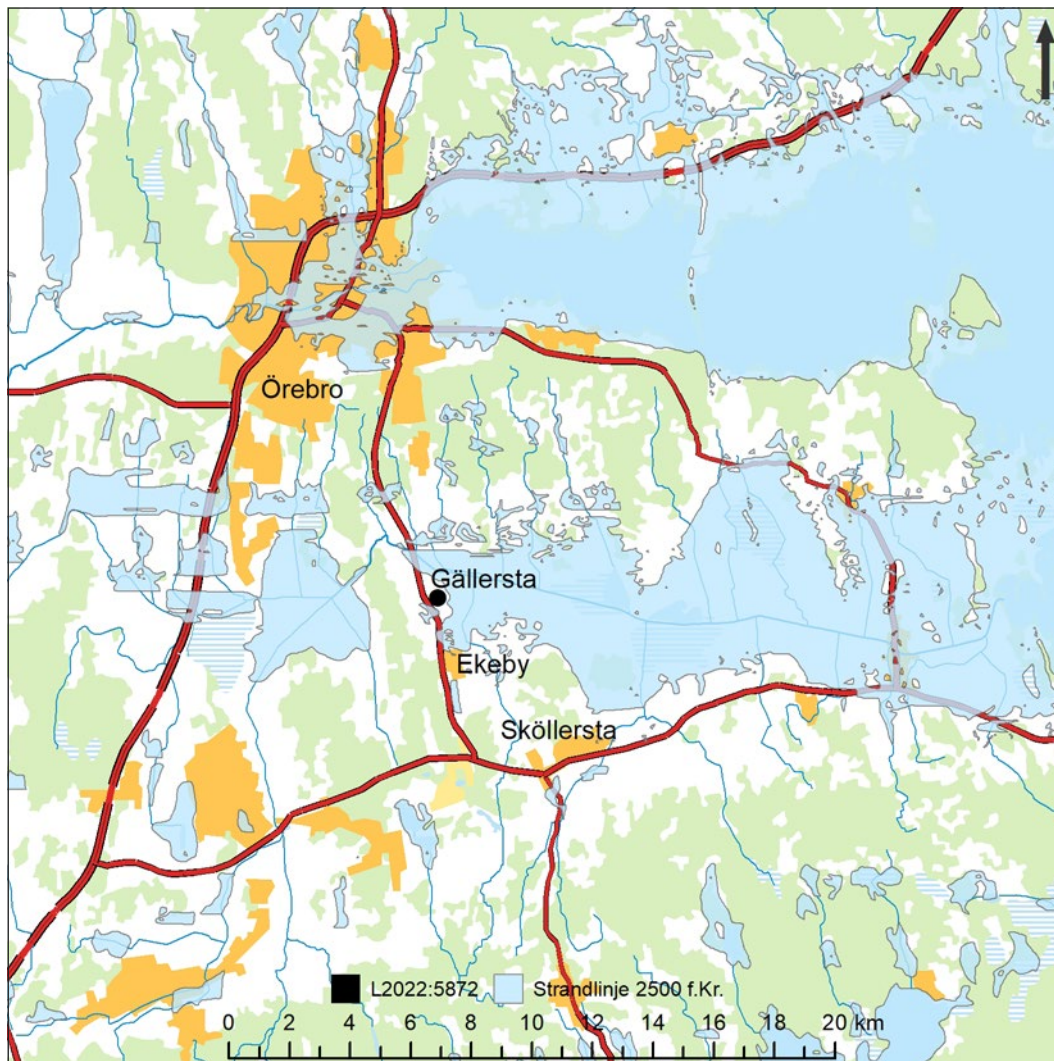 Örebro
Gällersta
Ekeby
Sköllersta
L2022:5872 Strandlinje 2500 f.Kr.
0 2 4 6 8 10 12 14 16 18 20 km